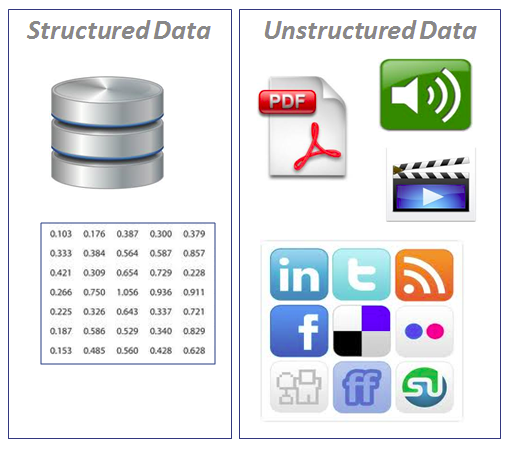 Structured Data
0.103 0.176 0.387 0.300 0.379
0.333 0.384 0.564 0.587 0.857
0.421 0.309 0.654 0.729 0.228
0.266 0.750 1.056 0.936 0.911
0.225 0.326 0.643 0.337 0.721
0.187 0.586 0.529 0.340 0.829
0.153 0.485 0.560 0.428 0.628
Unstructured Data
PDF
in t
f
ff su